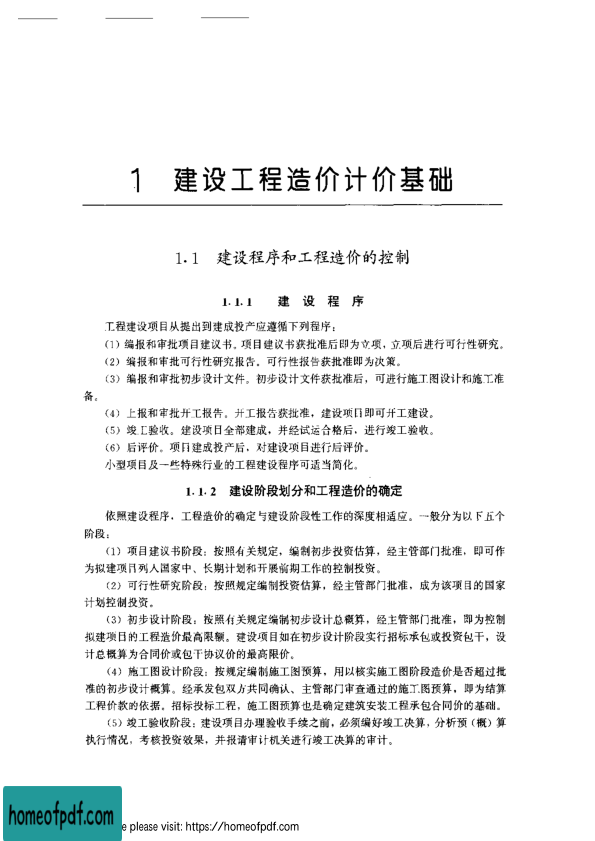 1 建设工程造价计价基础
1.1 建设程序和工程造价的控制
1.1.1 建设程序
工程建设项目从提出到建成投产应遵循下列程序：
（1）编报和审批项目建议书。项目建议书获批准后即为立项，立项后进行可行性研究。
（2）编报和审批可行性研究报告。可行性报告获批准即为决策。
（3）编报和审批初步设计文件。初步设计文件获批准后，可进行施工图设计和施工准
备。
（4）上报和审批开工报告。开工报告获批准，建设项目即可开工建设。
（5）竣工验收。建设项目全部建成，并经试运合格后，进行竣工验收。
（6）后评价。项目建成投产后，对建设项目进行后评价。
小型项目及一些特殊行业的工程建设程序可适当简化。
1.1.2 建设阶段划分和工程造价的确定
依照建设程序，工程造价的确定与建设阶段性工作的深度相适应。一般分为以下五个
阶段：
（1）项目建议书阶段：按照有关规定，编制初步投资估算，经主管部门批准，即可作
为拟建项目列入国家中、长期计划和开展前期工作的控制投资。
（2）可行性研究阶段：按照规定编制投资估算，经主管部门批准，成为该项目的国家
计划控制投资。
（3）初步设计阶段：按照有关规定编制初步设计总概算，经主管部门批准，即为控制
拟建项目的工程造价最高限额。建设项目如在初步设计阶段实行招标承包或投资包干，设
计总概算为合同价或包干协议价的最高限价。
（4）施工图设计阶段：按规定编制施工图预算，用以核实施工图阶段造价是否超过批
准的初步设计概算。经承发包双方共同确认、主管部门审查通过的施工图预算，即为结算
工程价款的依据。招标投标工程，施工图预算也是确定建筑安装工程承包合同价的基础。
（5）竣工验收阶段：建设项目办理验收手续之前，必须编好竣工决算，分析预（概）算
执行情况，考核投资效果，并报请审计机关进行竣工决算的审计。
homeofpdf.com
e please visit: https://homeofpdf.com